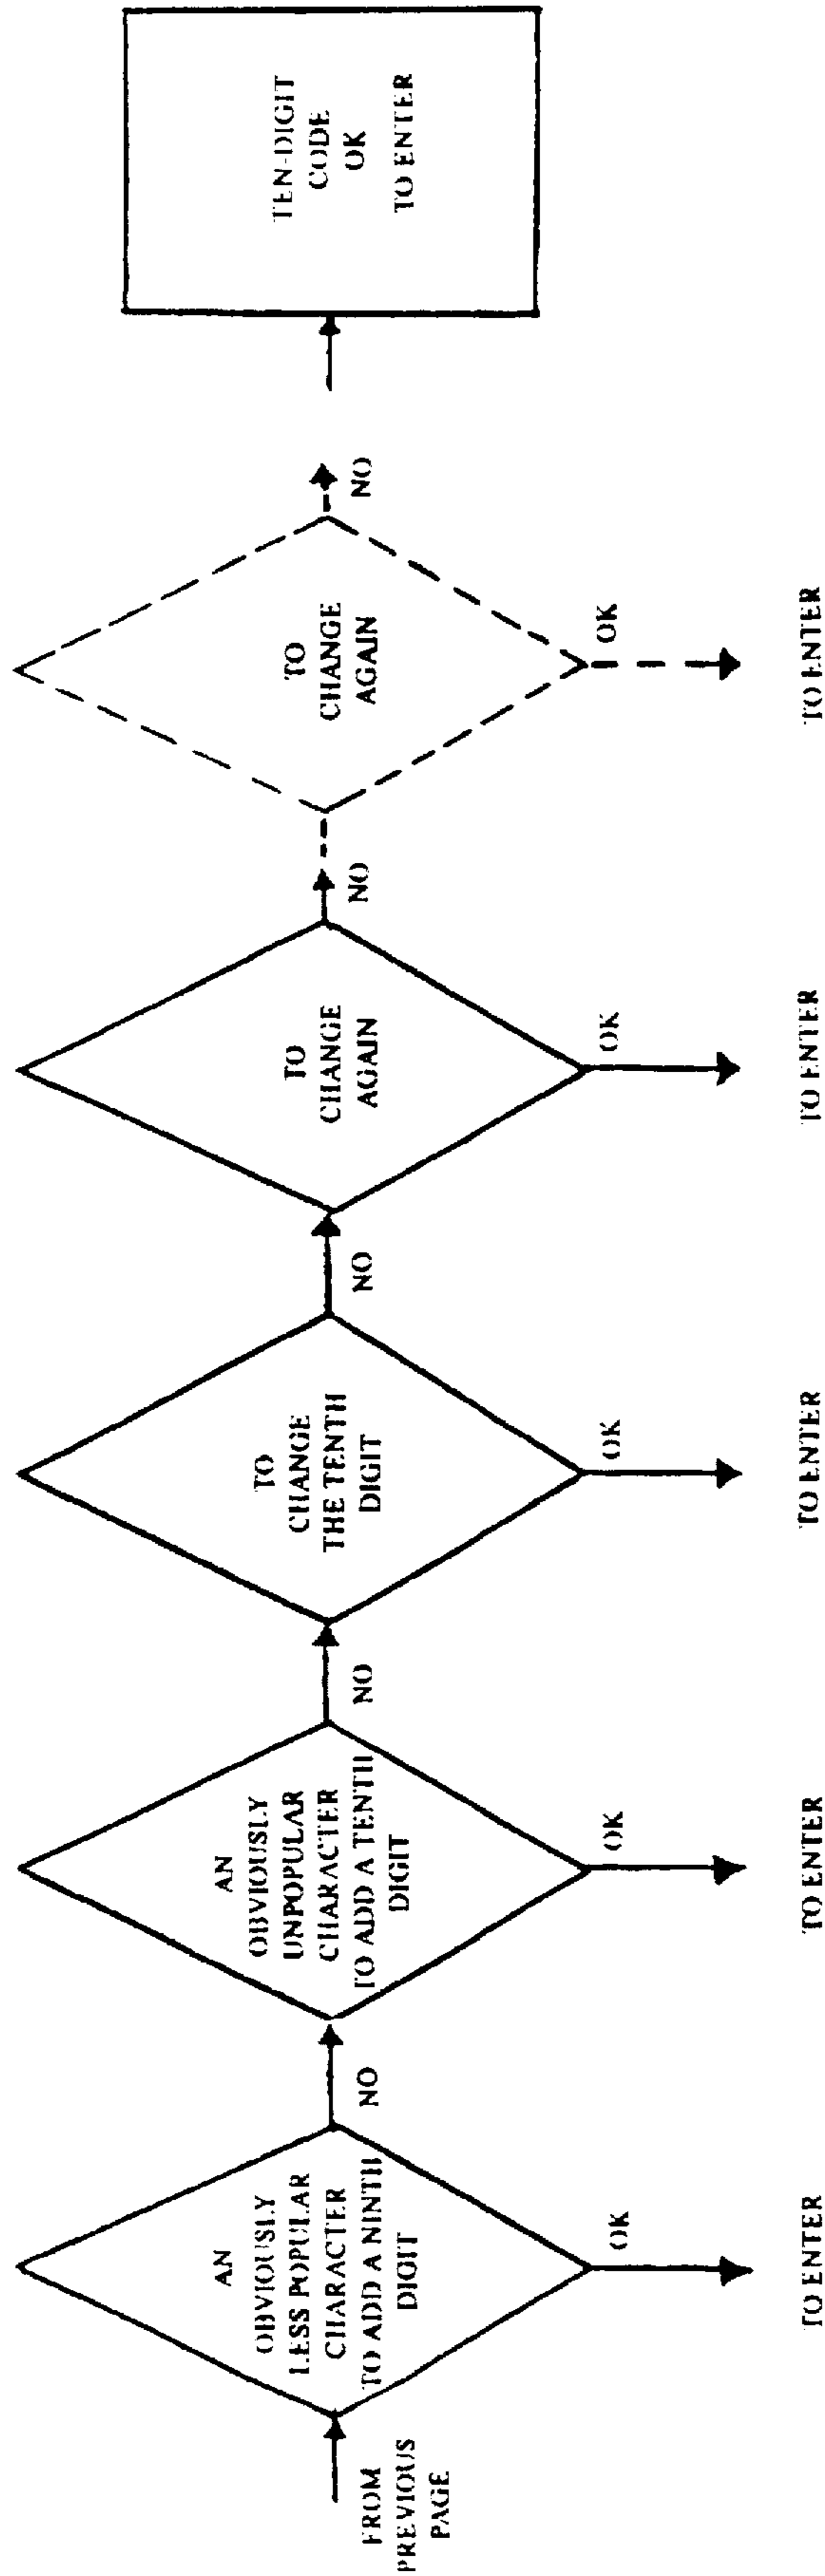 FROM
PREVIOUS
PAGE
AN
OBVIOUSLY
LESS POPULAR
CHARACTER
TO ADD A NINTH
DIGIT
OK
TO ENTER
NO
AN
OBVIOUSLY
UNPOPULAR
CHARACTER
TO ADD A TENTH
DIGIT
OK
TO ENTER
NO
TO
CHANGE
THE TENTH
DIGIT
OK
TO ENTER
NO
TO
CHANGE
AGAIN
OK
TO ENTER
NO
TO
CHANGE
AGAIN
OK
TO ENTER
NO
TEN-DIGIT
CODE
OK
TO ENTER